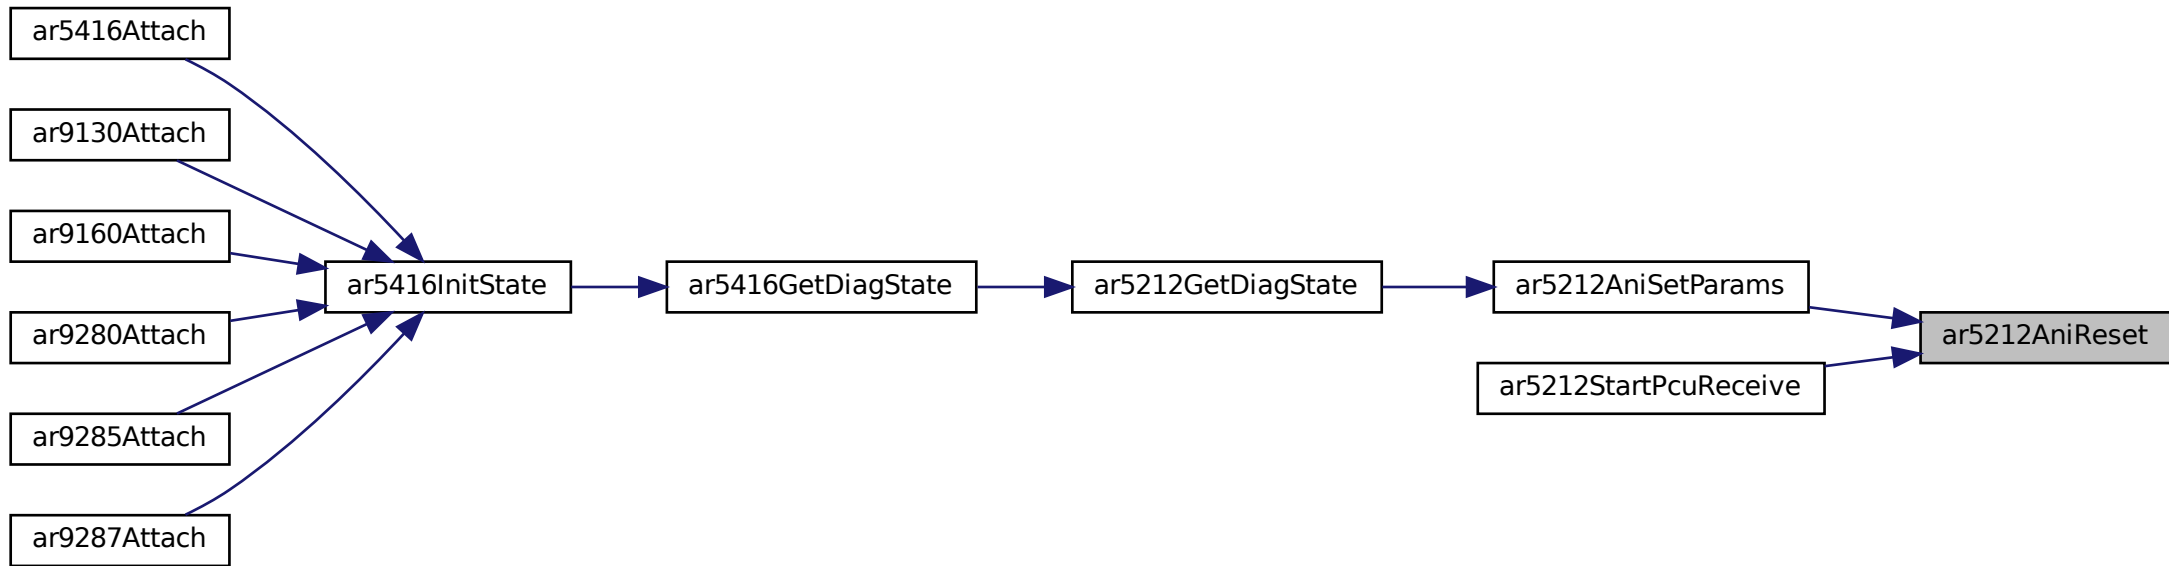 ar5416Attach
ar9130Attach
ar9160Attach
ar9280Attach
ar9285Attach
ar9287Attach
ar5416InitState
ar5416GetDiagState
ar5212GetDiagState
ar5212AniSetParams
ar5212StartPcuReceive
ar5212AniReset